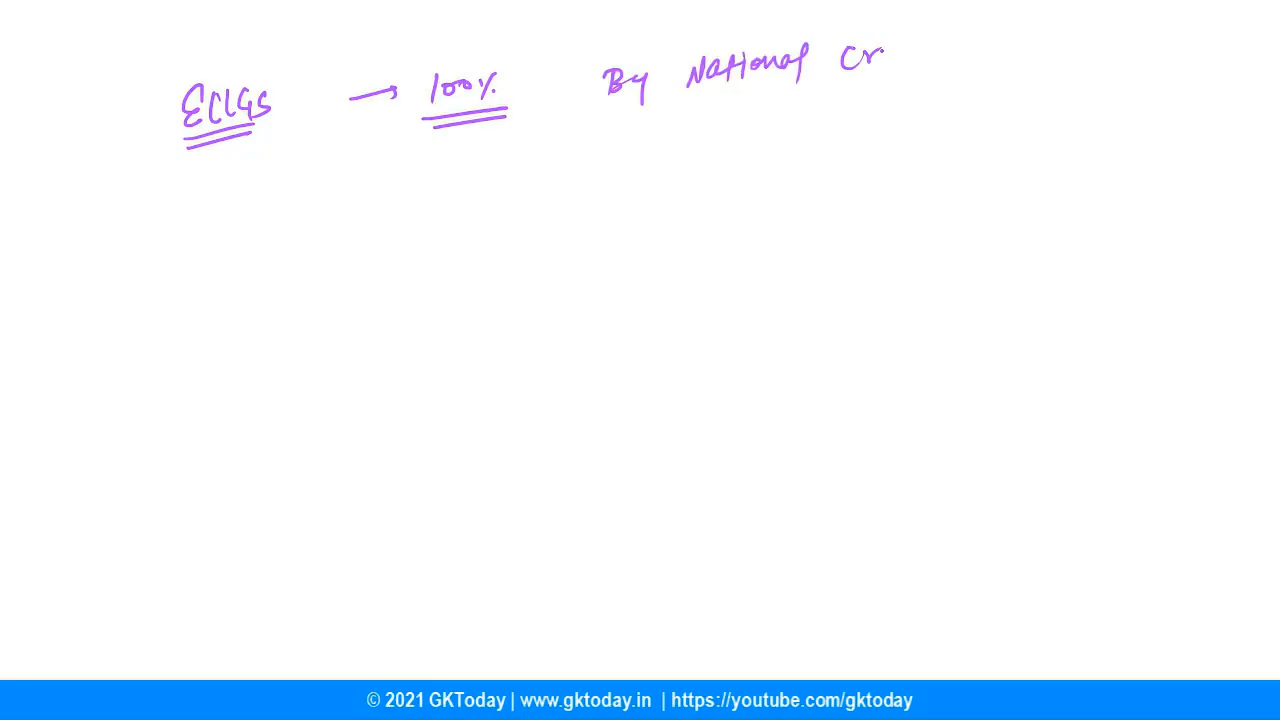 ECLGS → 100% By National Cr
© 2021 GKToday | www.gktoday.in | https://youtube.com/gktoday